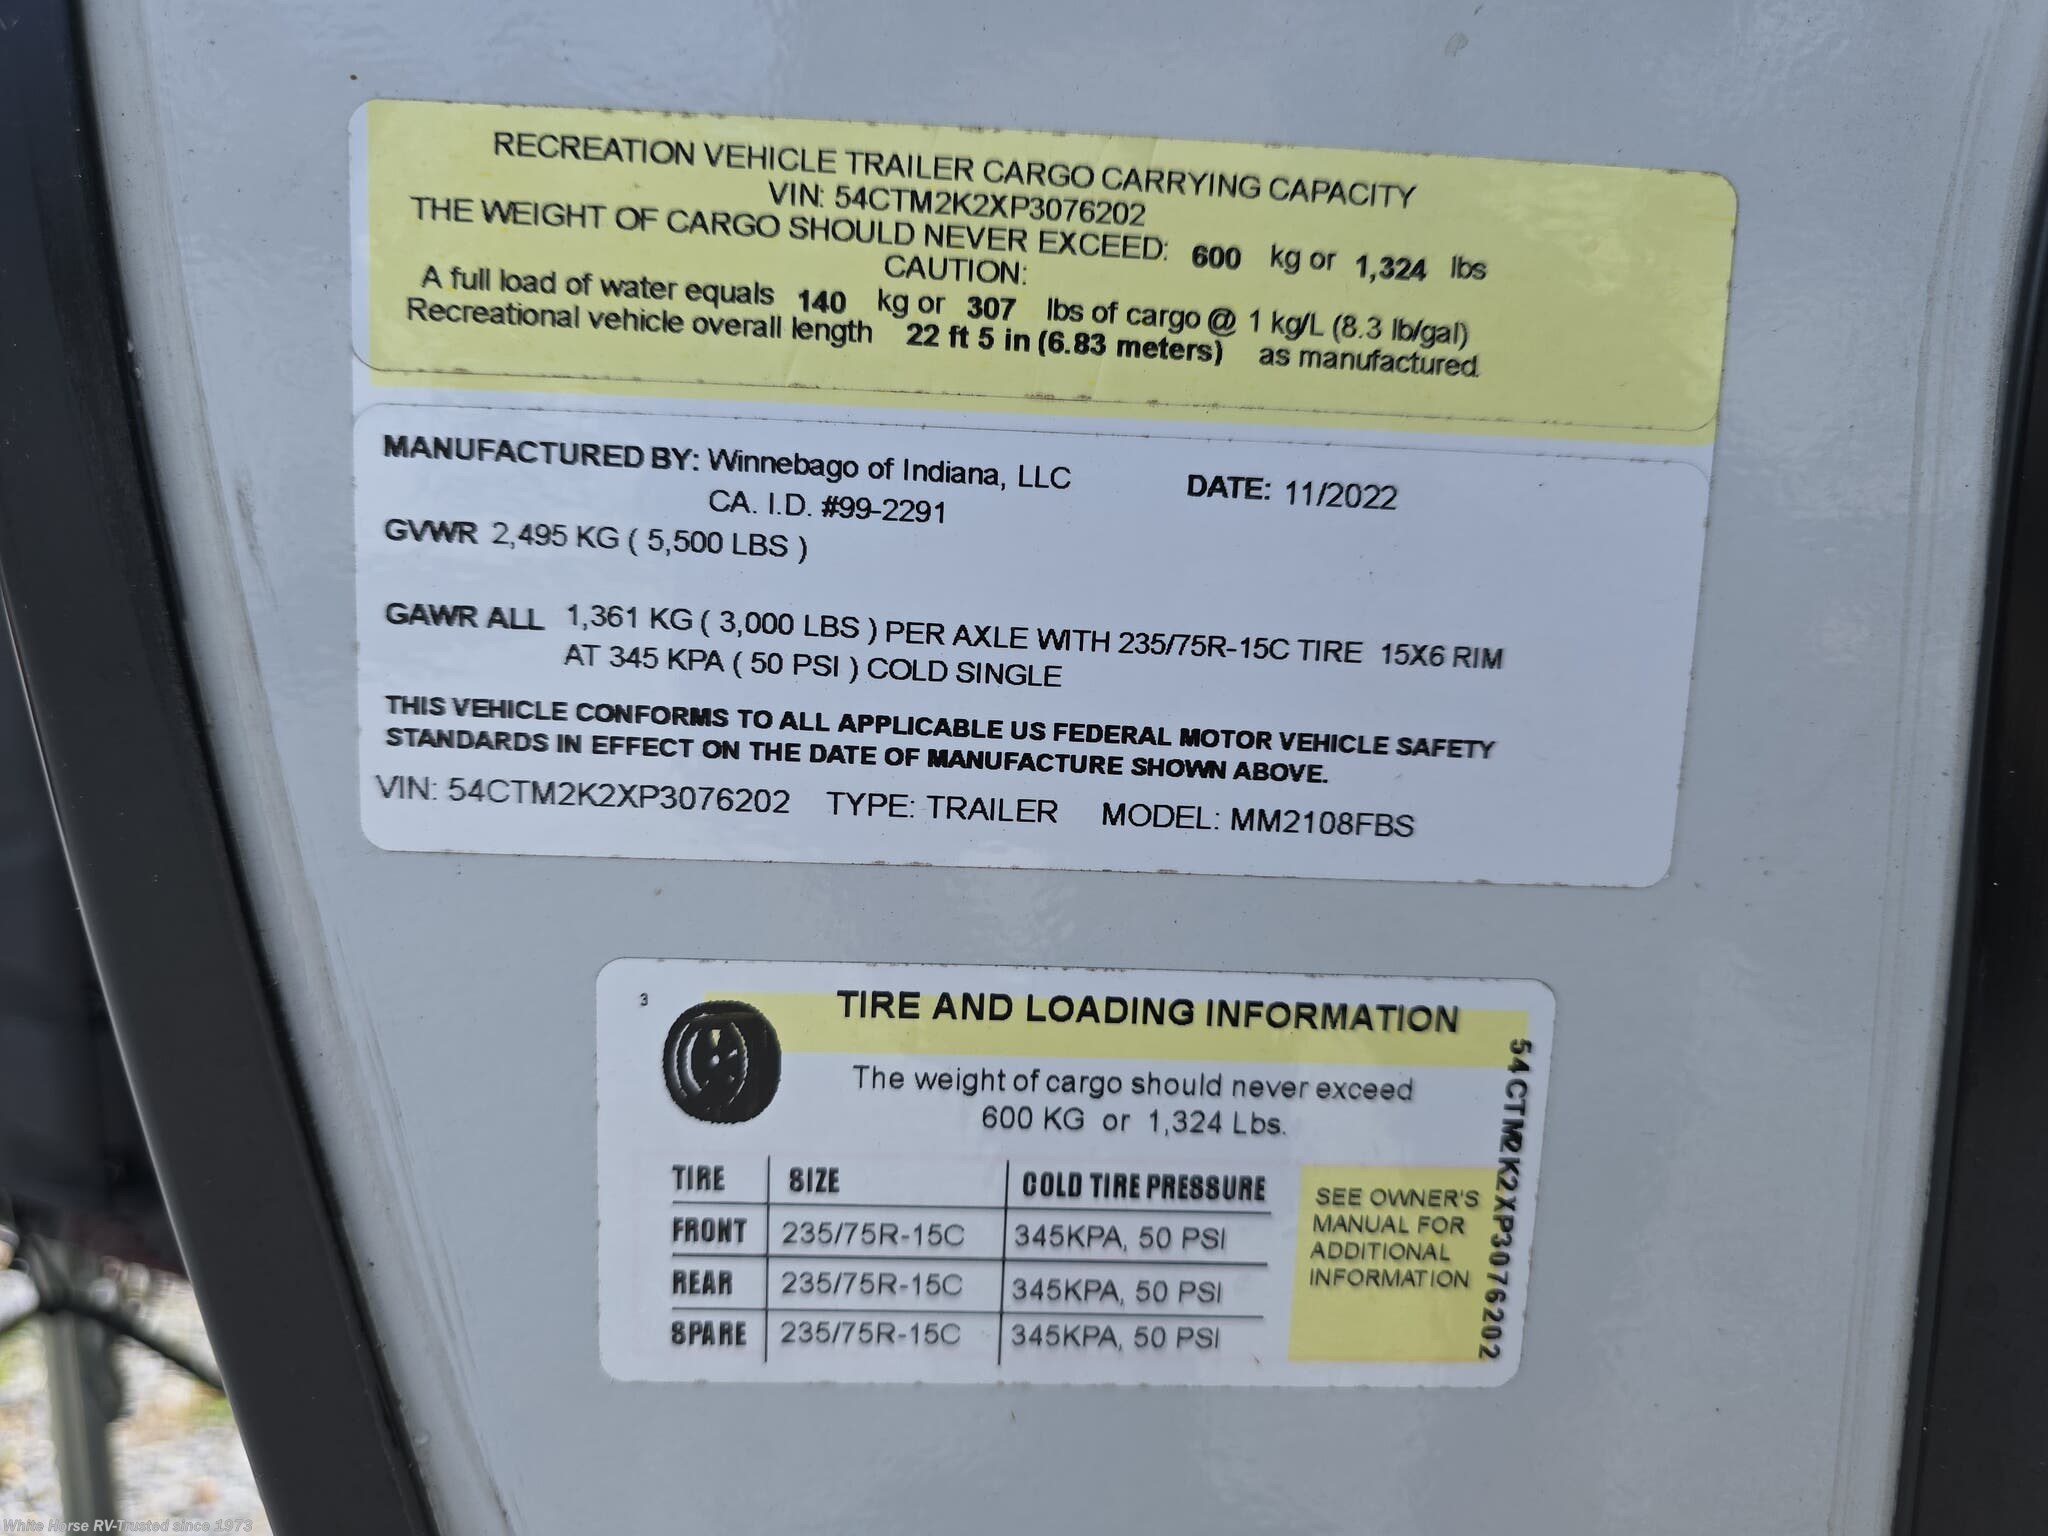 RECREATION VEHICLE TRAILER CARGO CARRYING CAPACITY
VIN: 54CTM2K2XP3076202
THE WEIGHT OF CARGO SHOULD NEVER EXCEED: 600 kg or 1,324 lbs
CAUTION:
A full load of water equals 140 kg or 307 lbs of cargo @ 1 kg/L (8.3 lb/gal)
Recreational vehicle overall length 22 ft 5 in (6.83 meters) as manufactured.
MANUFACTURED BY: Winnebago of Indiana, LLC DATE: 11/2022
CA. I.D. #99-2291
GVWR 2,495 KG ( 5,500 LBS )
GAWR ALL 1,361 KG ( 3,000 LBS ) PER AXLE WITH 235/75R-15C TIRE 15X6 RIM
AT 345 KPA ( 50 PSI ) COLD SINGLE
THIS VEHICLE CONFORMS TO ALL APPLICABLE US FEDERAL MOTOR VEHICLE SAFETY
STANDARDS IN EFFECT ON THE DATE OF MANUFACTURE SHOWN ABOVE.
VIN: 54CTM2K2XP3076202 TYPE: TRAILER MODEL: MM2108FBS
3
TIRE AND LOADING INFORMATION
The weight of cargo should never exceed
600 KG or 1,324 Lbs.
TIRE SIZE COLD TIRE PRESSURE
FRONT 235/75R-15C 345KPA, 50 PSI
REAR 235/75R-15C 345KPA, 50 PSI
SPARE 235/75R-15C 345KPA, 50 PSI
SEE OWNER'S
MANUAL FOR
ADDITIONAL
INFORMATION
54CTM2K2XP3076202
White Horse RV-Trusted since 1973